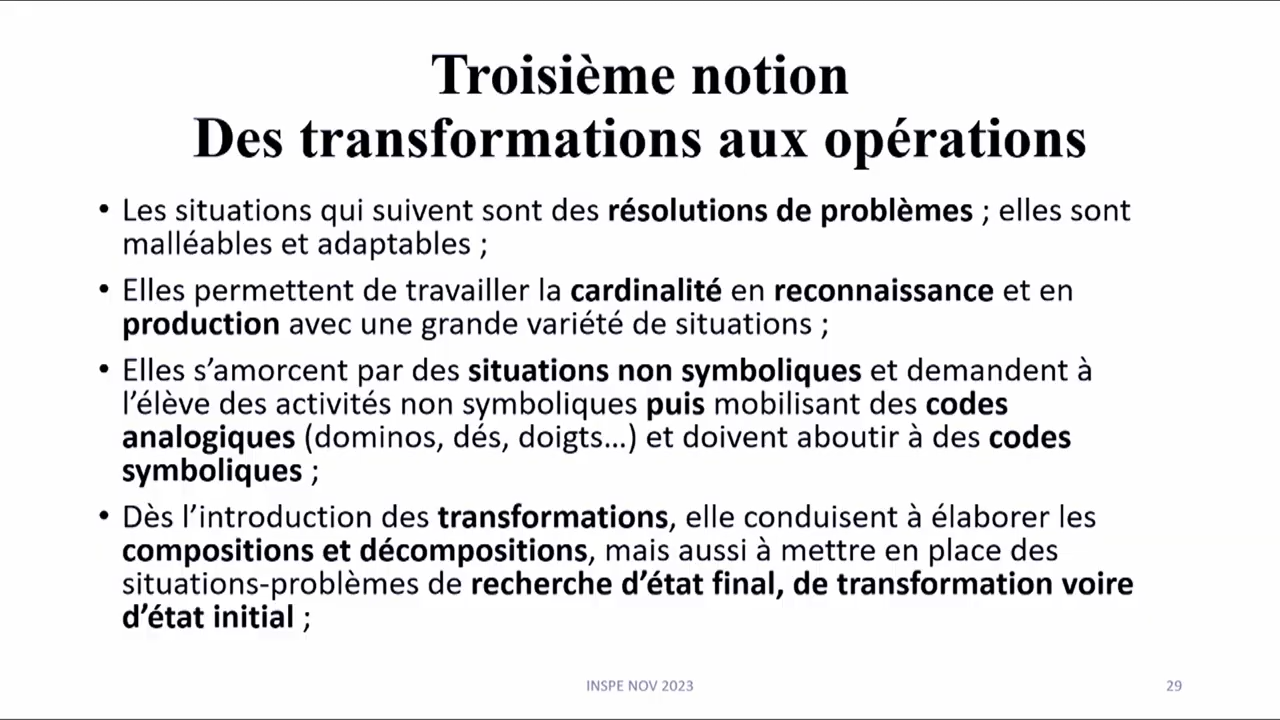 Troisième notion
Des transformations aux opérations
• Les situations qui suivent sont des résolutions de problèmes ; elles sont
malléables et adaptables ;
• Elles permettent de travailler la cardinalité en reconnaissance et en
production avec une grande variété de situations ;
• Elles s’amorcent par des situations non symboliques et demandent à
l’élève des activités non symboliques puis mobilisant des codes
analogiques (dominos, dés, doigts…) et doivent aboutir à des codes
symboliques ;
• Dès l’introduction des transformations, elle conduisent à élaborer les
compositions et décompositions, mais aussi à mettre en place des
situations-problèmes de recherche d’état final, de transformation voire
d’état initial ;
INSPE NOV 2023
29